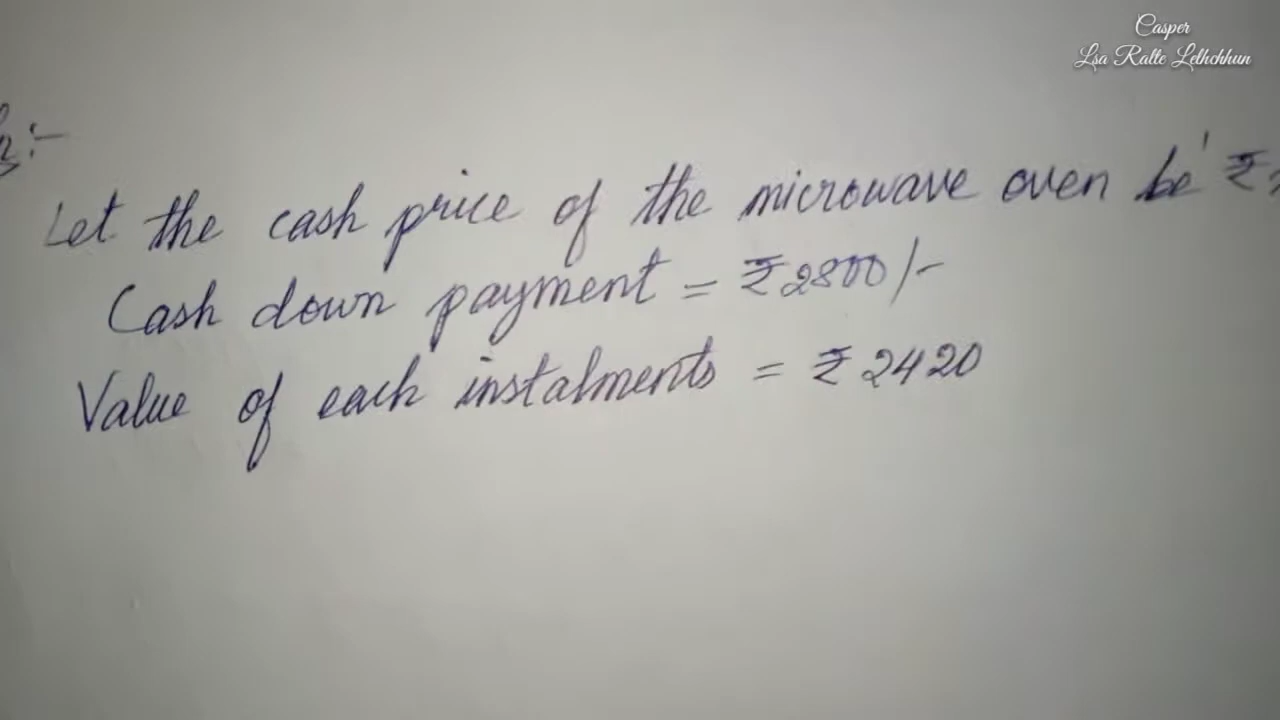 Casper
Lsa Ralte Lethchhun
Let the cash price of the microwave oven be ₹
Cash down payment = ₹2800/-
Value of each instalments = ₹ 2420